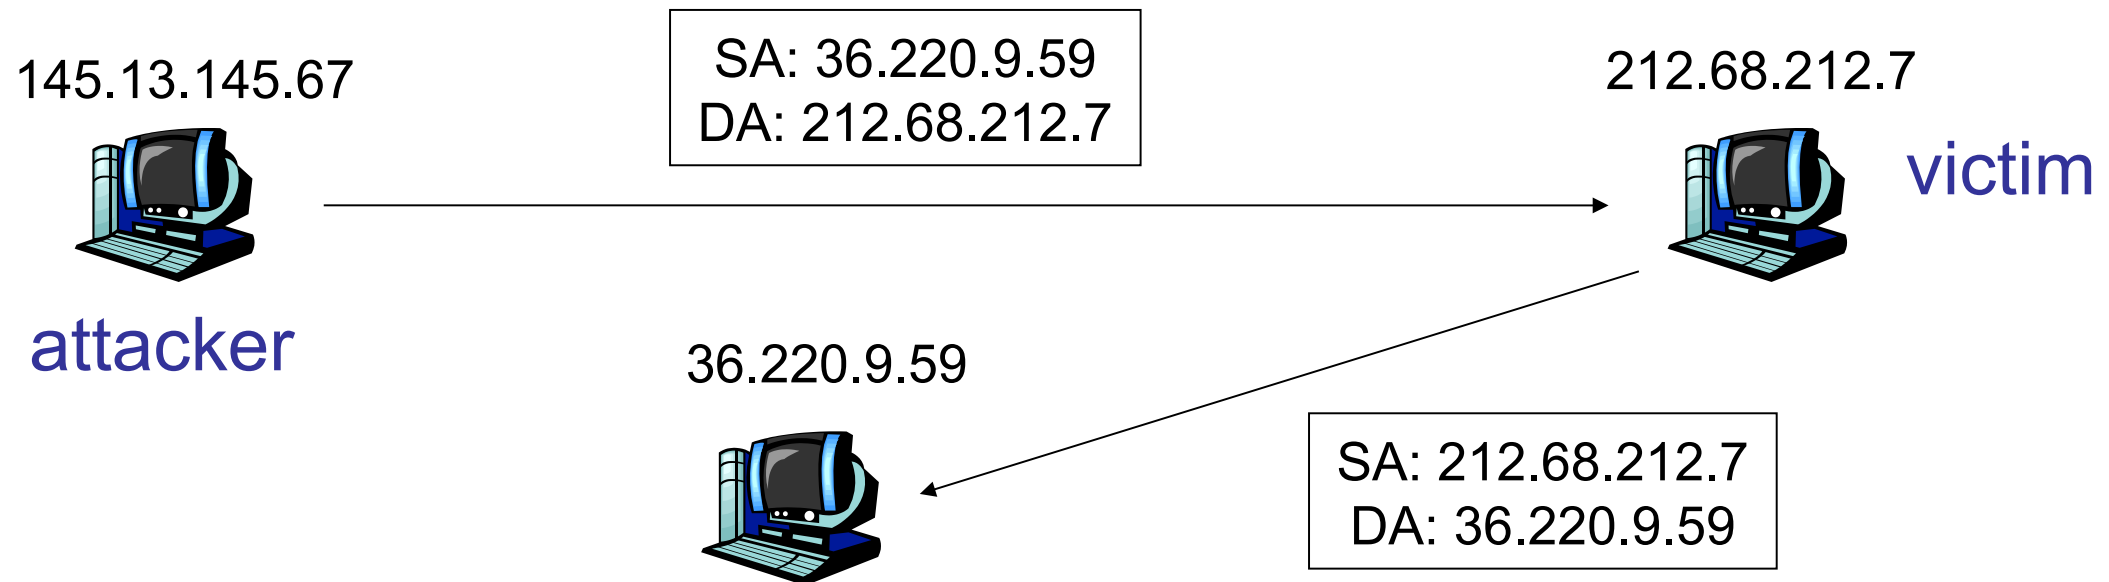 145.13.145.67
SA: 36.220.9.59
DA: 212.68.212.7
212.68.212.7
victim
attacker
36.220.9.59
SA: 212.68.212.7
DA: 36.220.9.59